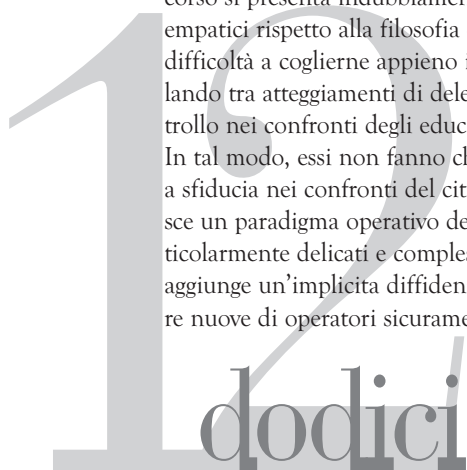 corso si presenta indubbiamer
empatici rispetto alla filosofia
difficoltà a coglierne appieno i
lando tra atteggiamenti di dele
trollo nei confronti degli educ
In tal modo, essi non fanno ch
a sfiducia nei confronti del cit
sce un paradigma operativo de
ticolarmente delicati e comples
aggiunge un'implicita diffiden
re nuove di operatori sicurame
12
dodici